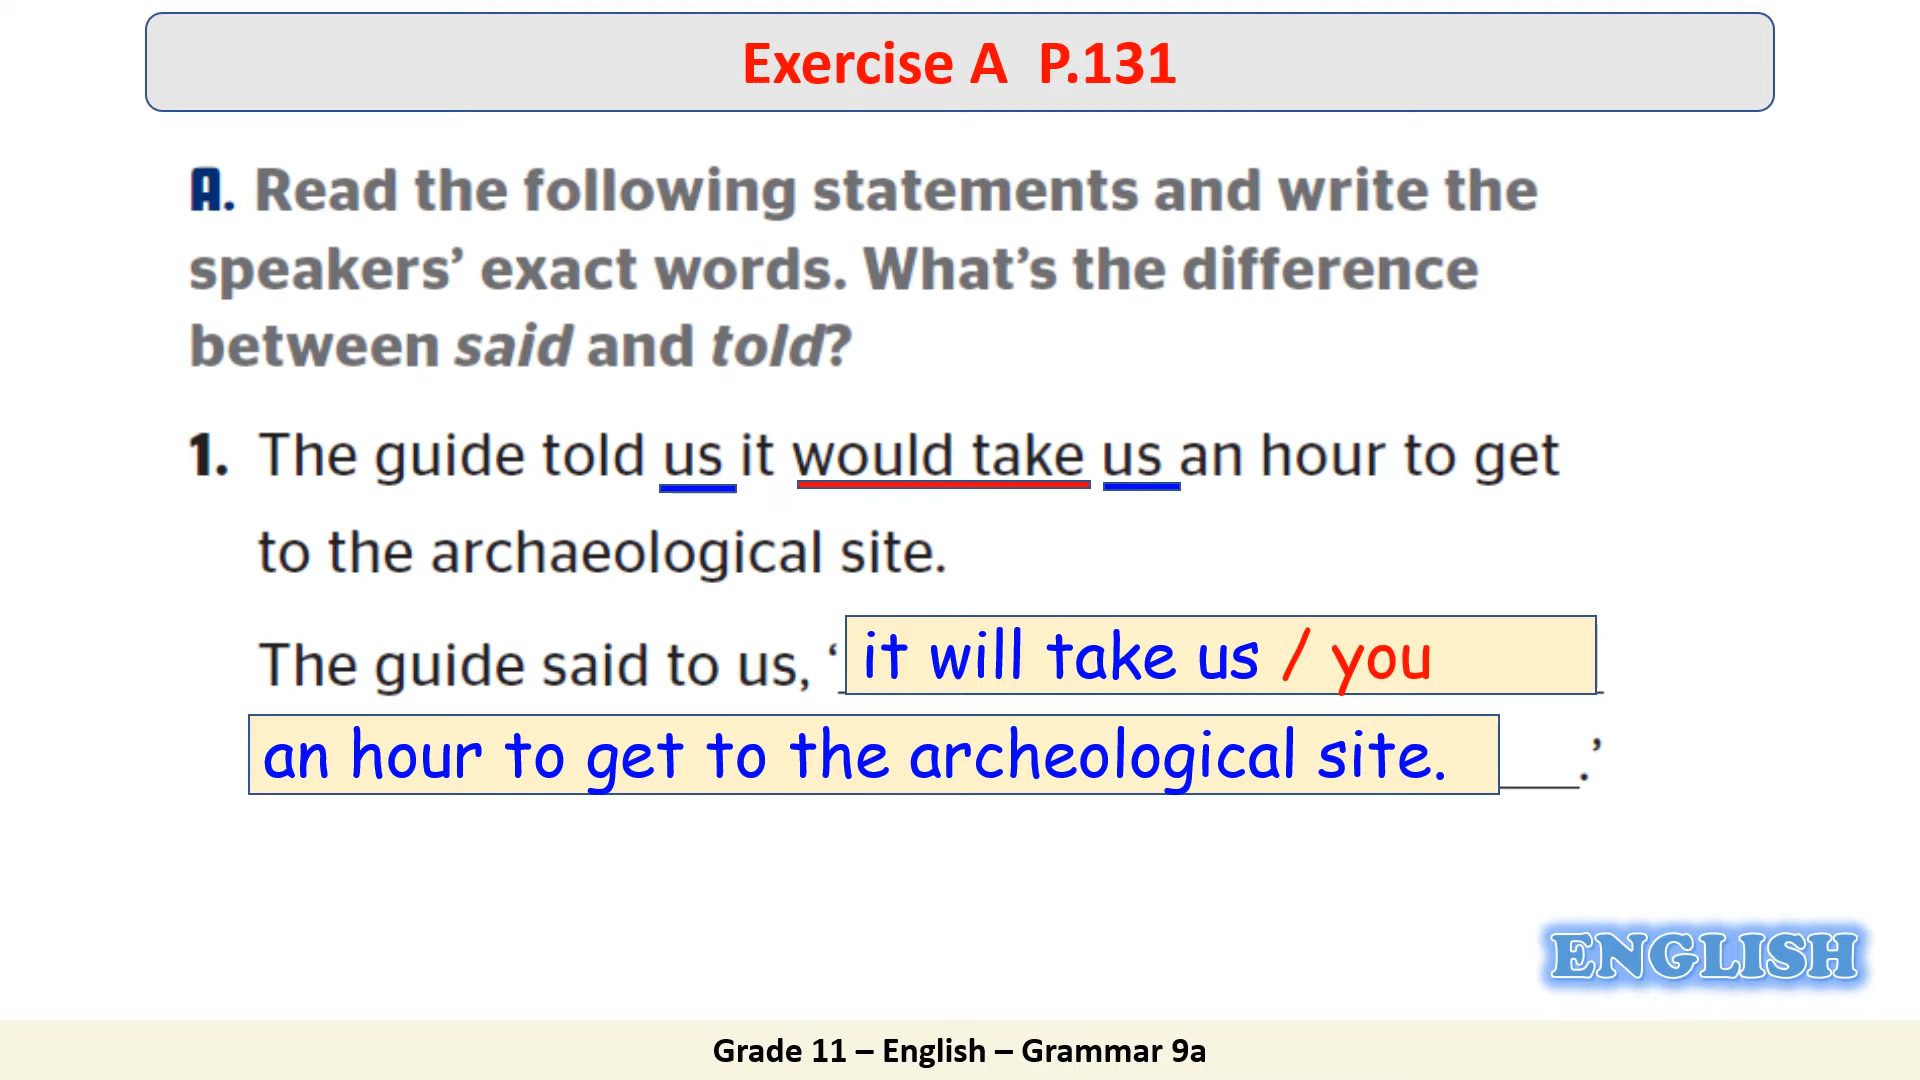 Exercise A P.131
A. Read the following statements and write the
speakers’ exact words. What’s the difference
between said and told?
1. The guide told us it would take us an hour to get
to the archaeological site.
The guide said to us, ‘it will take us / you
an hour to get to the archeological site. ____.’
ENGLISH
Grade 11 – English – Grammar 9a